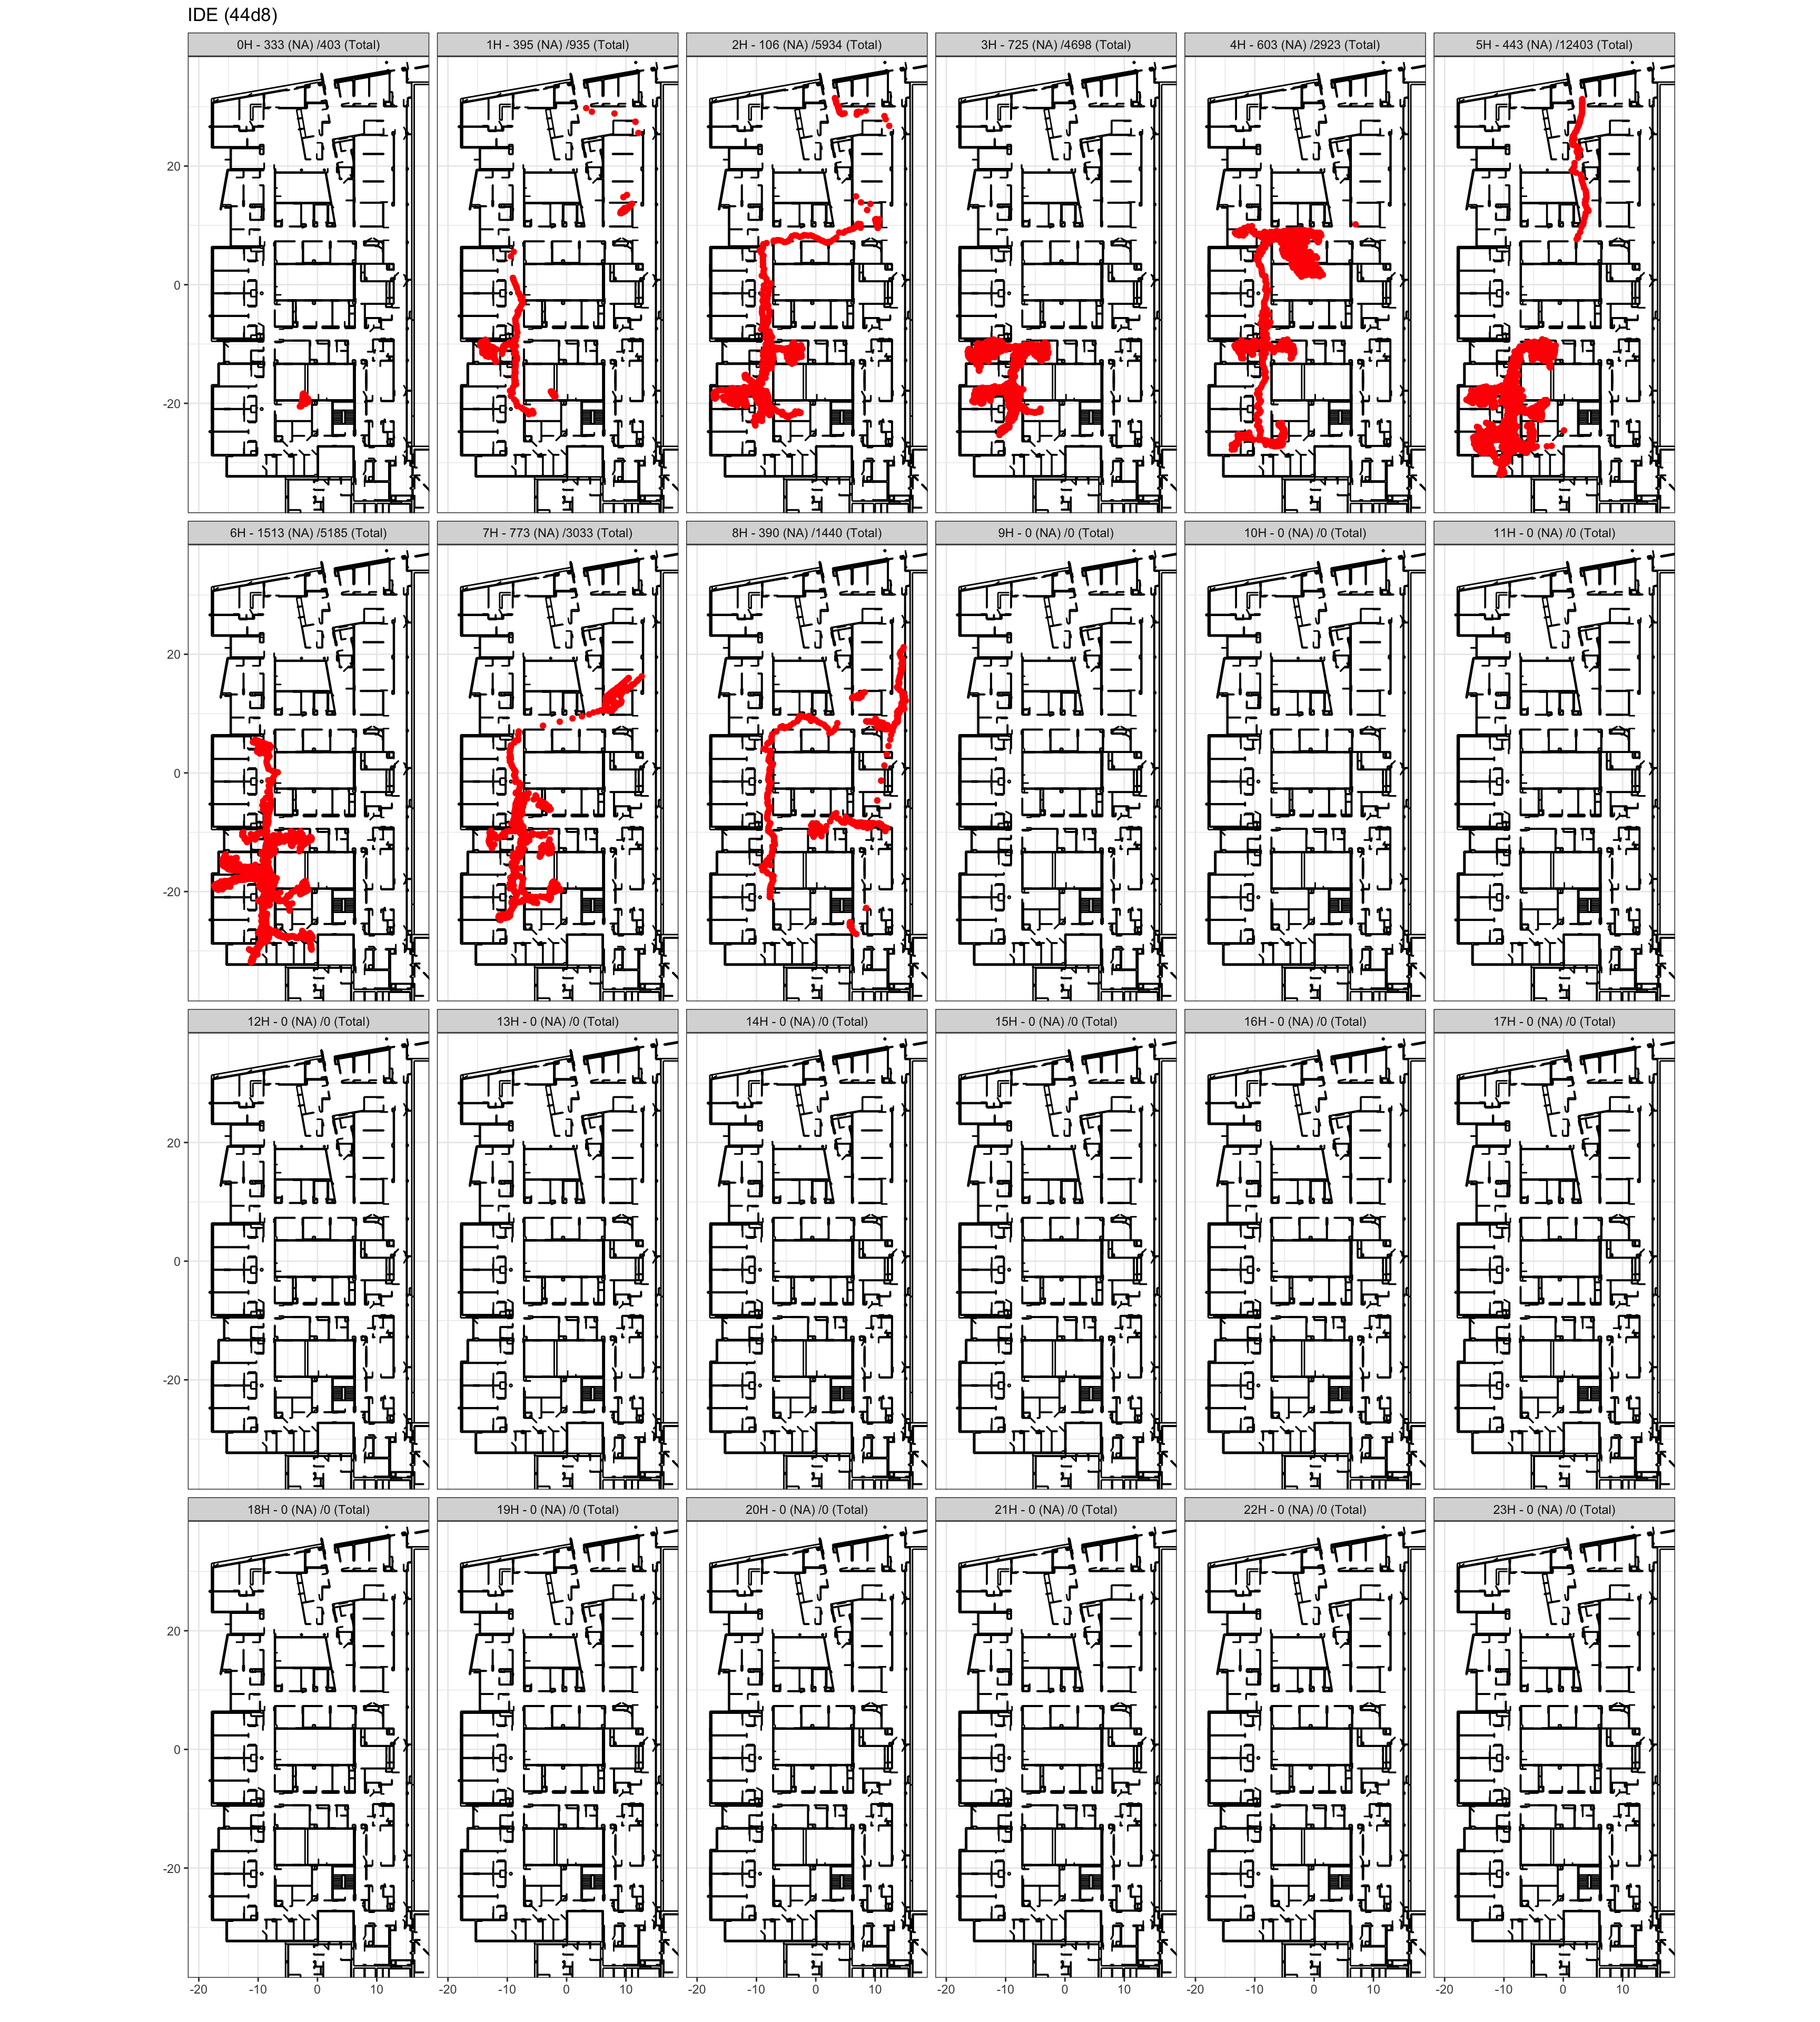 IDE (44d8)
0H - 333 (NA) /403 (Total) 1H - 395 (NA) /935 (Total) 2H - 106 (NA) /5934 (Total) 3H - 725 (NA) /4698 (Total) 4H - 603 (NA) /2923 (Total) 5H - 443 (NA) /12403 (Total)
20
0
-20
6H - 1513 (NA) /5185 (Total) 7H - 773 (NA) /3033 (Total) 8H - 390 (NA) /1440 (Total) 9H - 0 (NA) /0 (Total) 10H - 0 (NA) /0 (Total) 11H - 0 (NA) /0 (Total)
20
0
-20
12H - 0 (NA) /0 (Total) 13H - 0 (NA) /0 (Total) 14H - 0 (NA) /0 (Total) 15H - 0 (NA) /0 (Total) 16H - 0 (NA) /0 (Total) 17H - 0 (NA) /0 (Total)
20
0
-20
18H - 0 (NA) /0 (Total) 19H - 0 (NA) /0 (Total) 20H - 0 (NA) /0 (Total) 21H - 0 (NA) /0 (Total) 22H - 0 (NA) /0 (Total) 23H - 0 (NA) /0 (Total)
20
0
-20
-20 -10 0 10 -20 -10 0 10 -20 -10 0 10 -20 -10 0 10 -20 -10 0 10 -20 -10 0 10